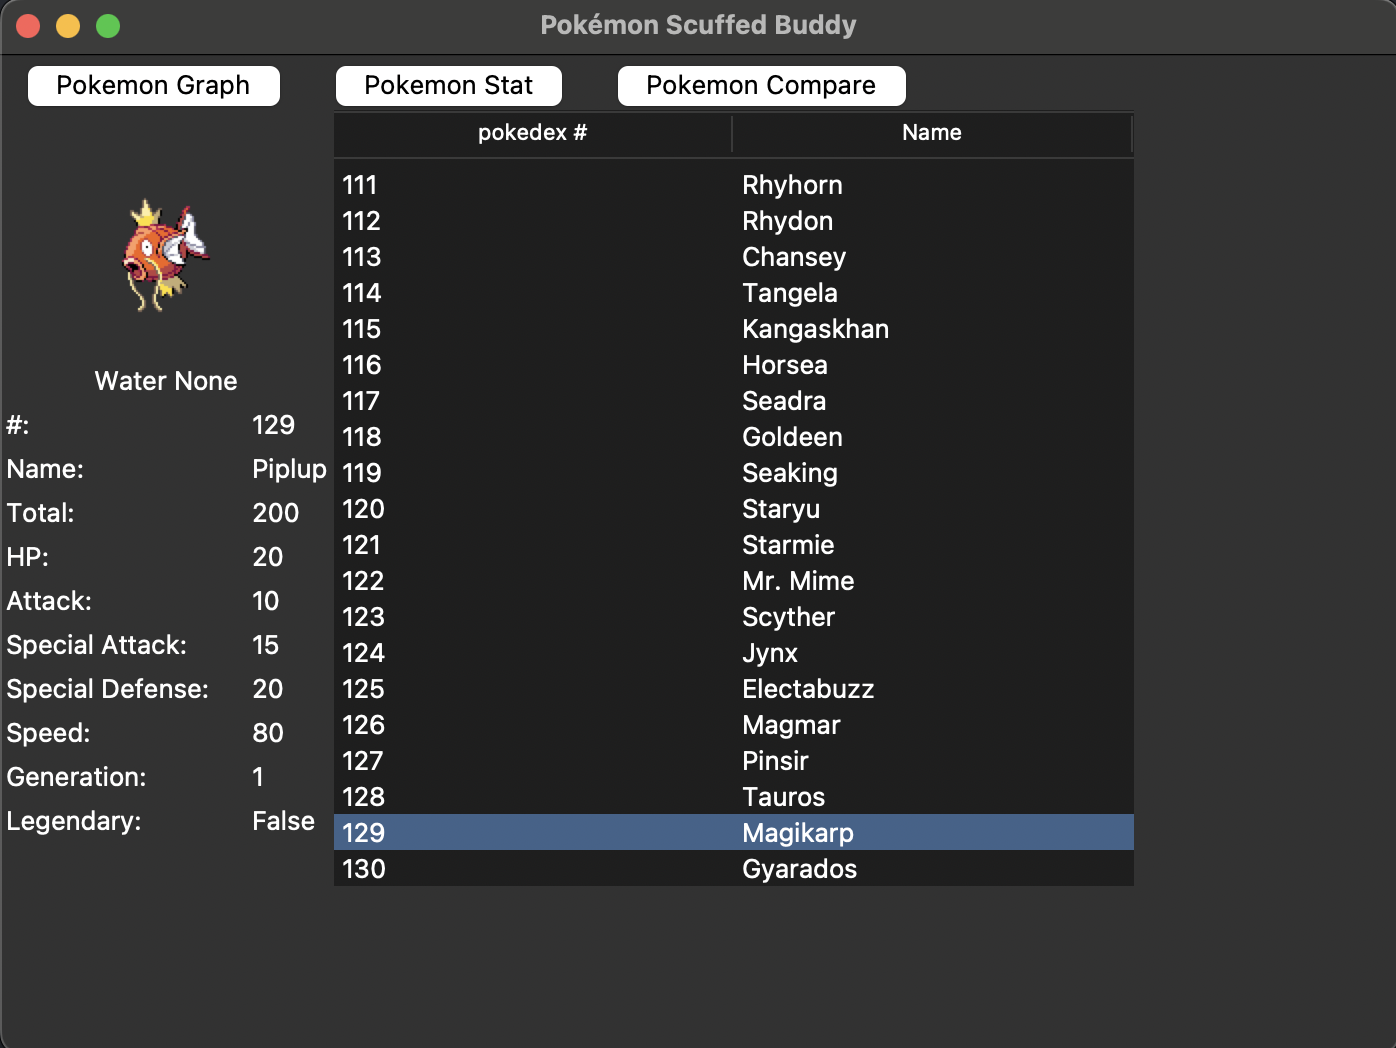 Pokémon Scuffed Buddy
Pokemon Graph Pokemon Stat Pokemon Compare
Water None
#: 129
Name: Piplup
Total: 200
HP: 20
Attack: 10
Special Attack: 15
Special Defense: 20
Speed: 80
Generation: 1
Legendary: False
pokedex # Name
111 Rhyhorn
112 Rhydon
113 Chansey
114 Tangela
115 Kangaskhan
116 Horsea
117 Seadra
118 Goldeen
119 Seaking
120 Staryu
121 Starmie
122 Mr. Mime
123 Scyther
124 Jynx
125 Electabuzz
126 Magmar
127 Pinsir
128 Tauros
129 Magikarp
130 Gyarados